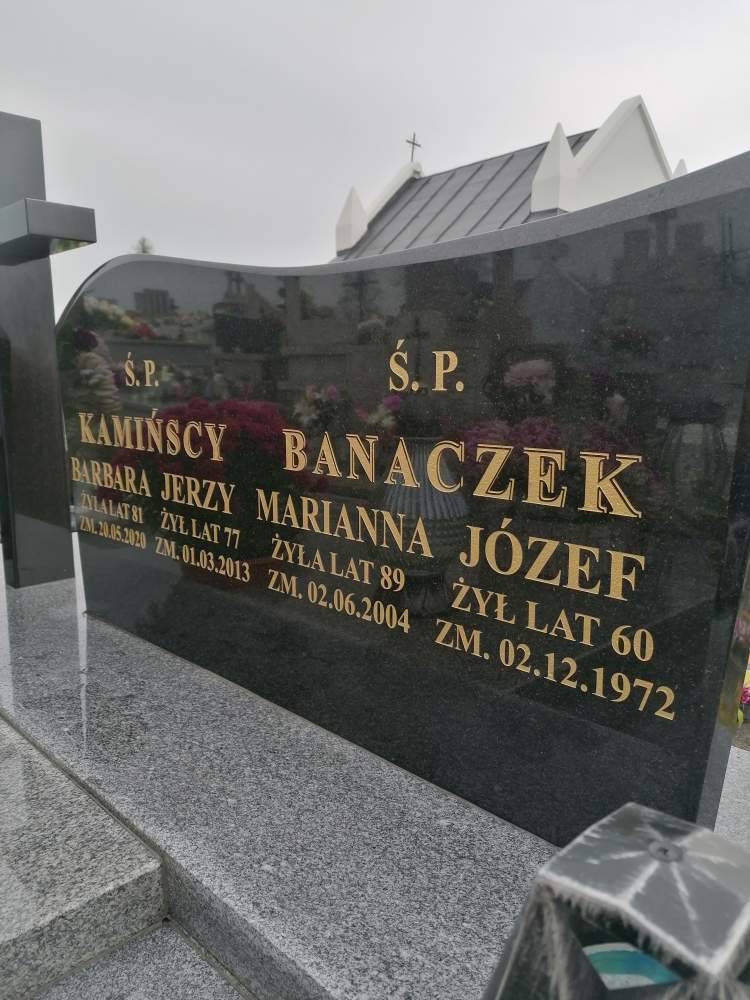 Ś. P.
KAMIŃSCY
BARBARA
ŻYŁA LAT 81
ZM. 20.05.2020
JERZY
ŻYŁ LAT 77
ZM. 01.03.2013
Ś. P.
BANACZEK
MARIANNA
ŻYŁA LAT 89
ZM. 02.06.2004
JÓZEF
ŻYŁ LAT 60
ZM. 02.12.1972